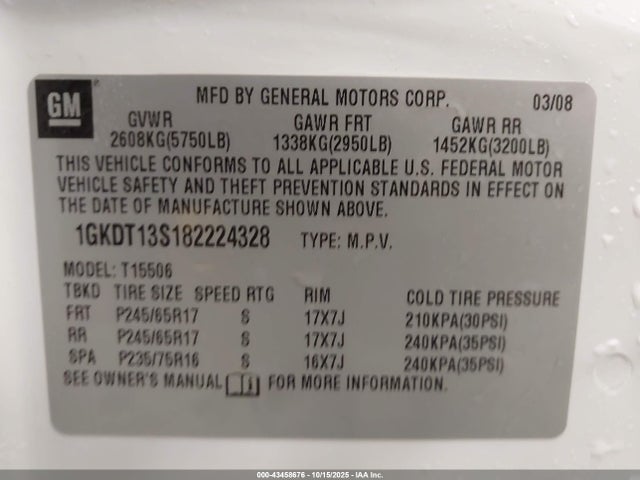 GM
MFD BY GENERAL MOTORS CORP. 03/08
GVWR GAWR FRT GAWR RR
2608KG(5750LB) 1338KG(2950LB) 1452KG(3200LB)
THIS VEHICLE CONFORMS TO ALL APPLICABLE U.S. FEDERAL MOTOR
VEHICLE SAFETY AND THEFT PREVENTION STANDARDS IN EFFECT ON
THE DATE OF MANUFACTURE SHOWN ABOVE.
1GKDT13S182224328 TYPE: M.P.V.
MODEL: T15506
TBKD TIRE SIZE SPEED RTG RIM COLD TIRE PRESSURE
FRT P245/65R17 S 17X7J 210KPA(30PSI)
RR P245/65R17 S 17X7J 240KPA(35PSI)
SPA P235/75R16 S 16X7J 240KPA(35PSI)
SEE OWNER'S MANUAL FOR MORE INFORMATION.
000-43458676 - 10/15/2025 - IAA Inc.